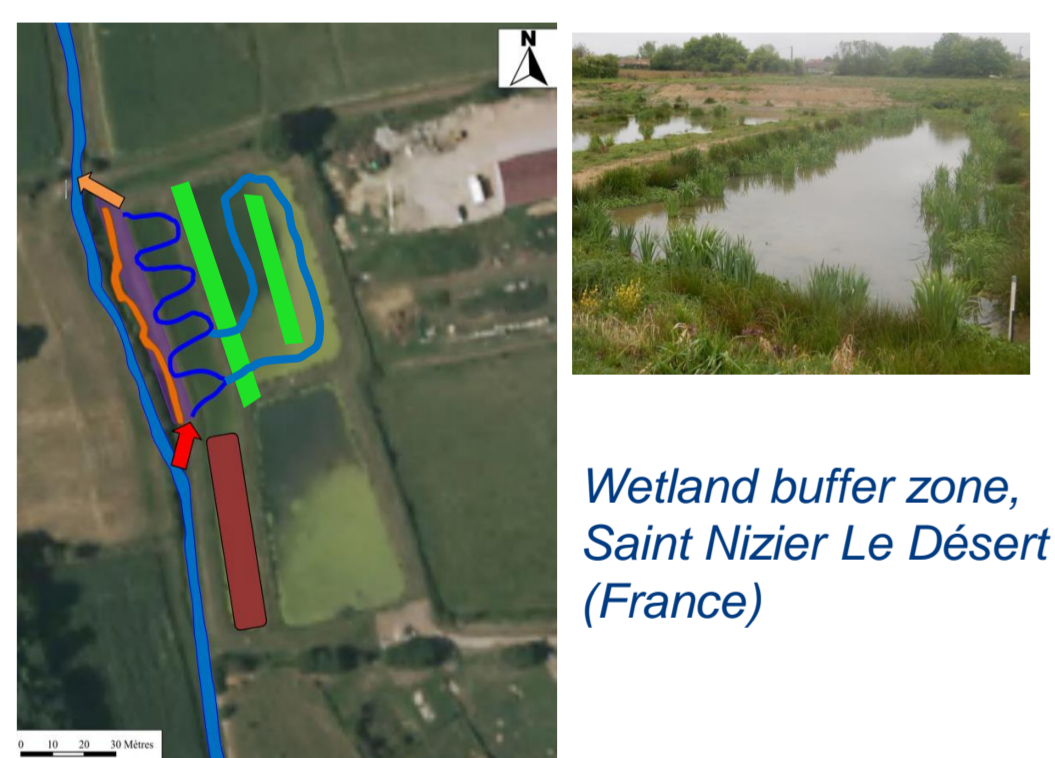 N
0 10 20 30 Mètres
Wetland buffer zone,
Saint Nizier Le Désert
(France)